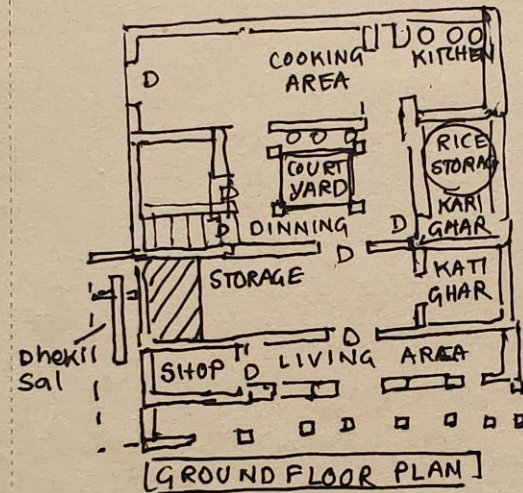 COOKING
AREA
KITCHEN
D
RICE
STORAG
COURT
YARD
D
KARI
GHAR
D
DINNING
D
D
STORAGE
KATI
GHAR
Dhekil
Sal
D
SHOP
D
LIVING AREA
D
GROUND FLOOR PLAN